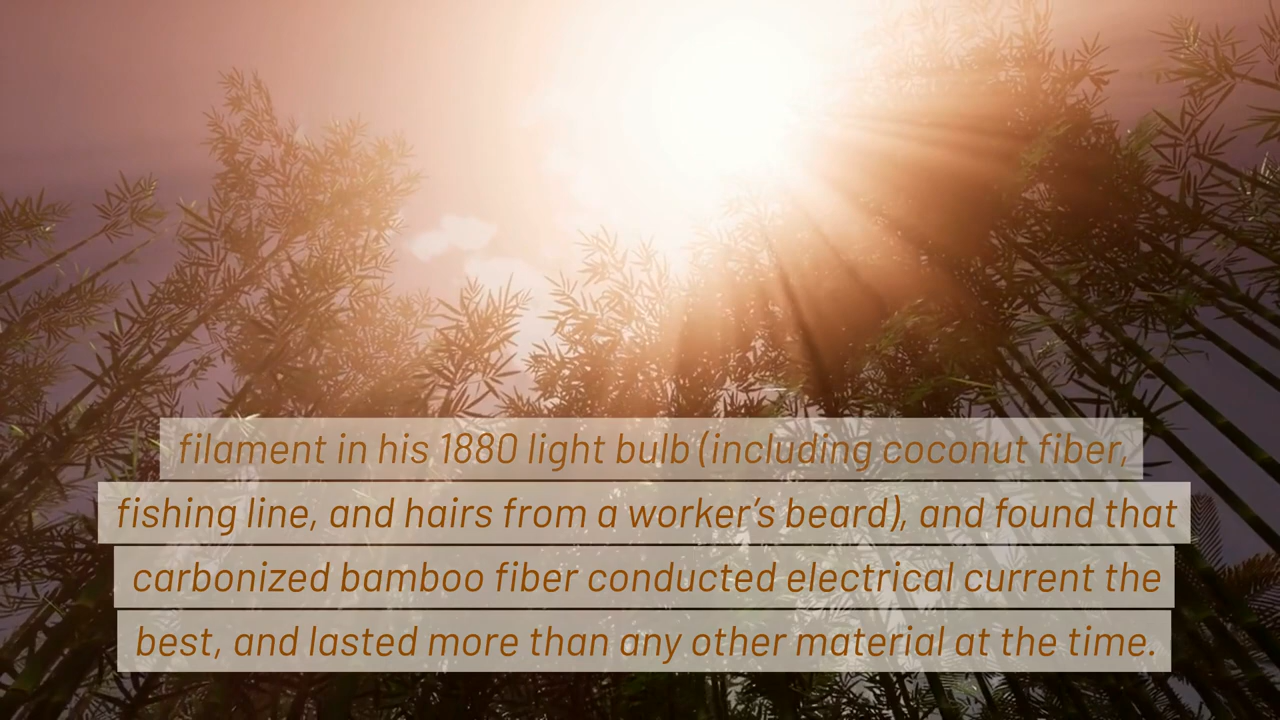 filament in his 1880 light bulb (including coconut fiber,
fishing line, and hairs from a worker’s beard), and found that
carbonized bamboo fiber conducted electrical current the
best, and lasted more than any other material at the time.